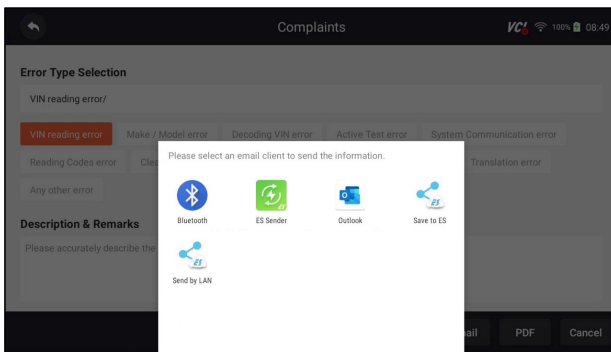 Complaints
VCI 100% 08:49
Error Type Selection
VIN reading error/
VIN reading error Make / Model error Decoding VIN error Active Test error System Communication error
Reading Codes error Translation error
Any other error
Please select an email client to send the information.
Bluetooth ES Sender Outlook Save to ES
Send by LAN
Description & Remarks
Please accurately describe the
PDF Cancel